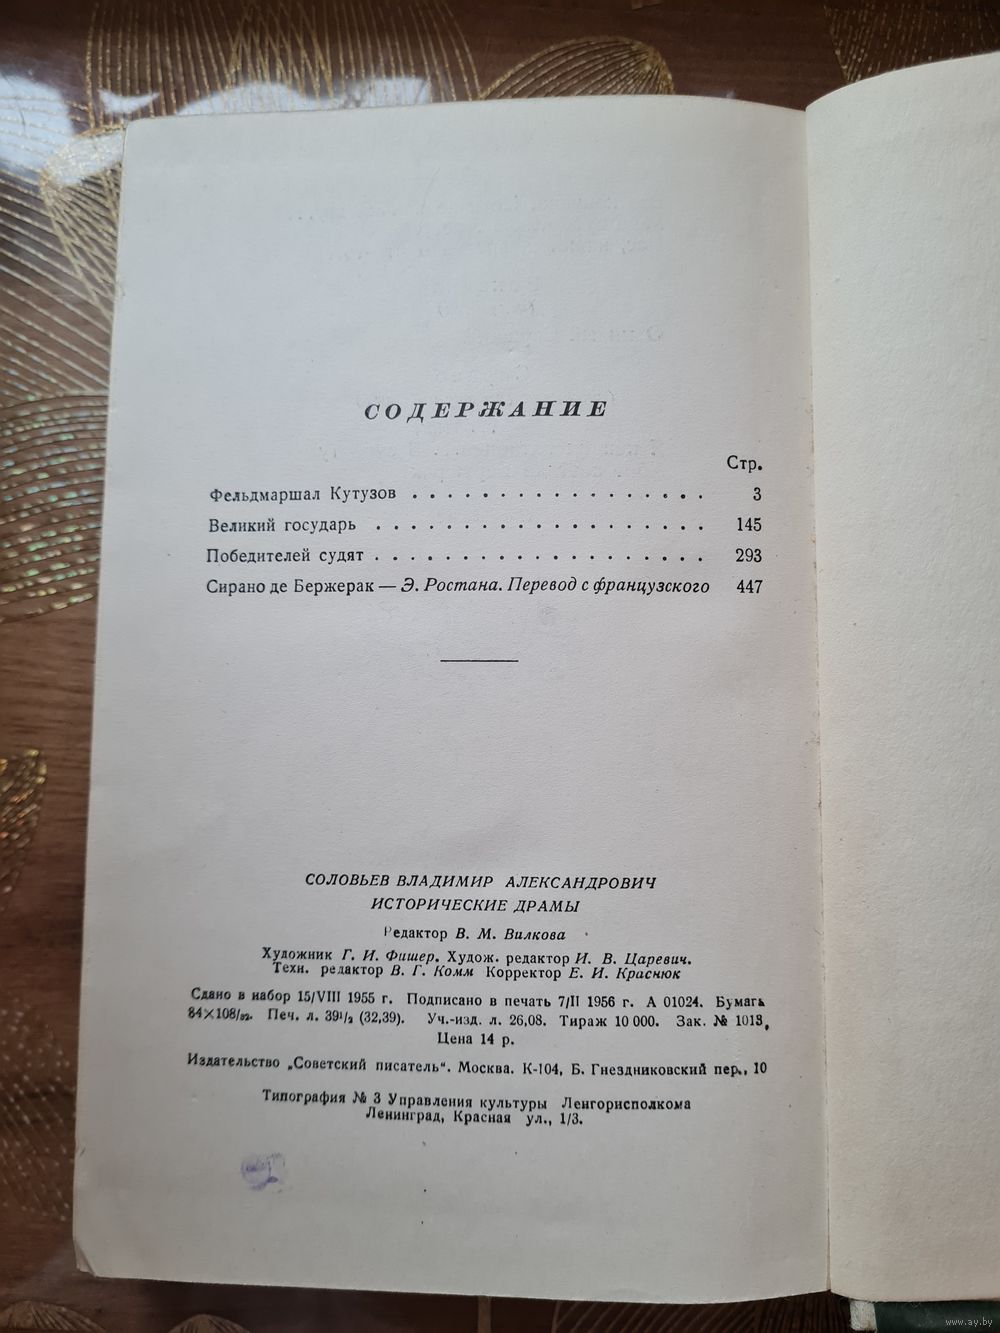 СОДЕРЖАНИЕ
Стр.
Фельдмаршал Кутузов . . . . . . . . . . . . . . . . . 3
Великий государь . . . . . . . . . . . . . . . . . . . 145
Победителей судят . . . . . . . . . . . . . . . . . . . 293
Сирано де Бержерак — Э. Ростана. Перевод с французского 447
СОЛОВЬЕВ ВЛАДИМИР АЛЕКСАНДРОВИЧ
ИСТОРИЧЕСКИЕ ДРАМЫ
Редактор В. М. Вилкова
Художник Г. И. Фишер. Худож. редактор И. В. Царевич.
Техн. редактор В. Г. Комм Корректор Е. И. Краснюк
Сдано в набор 15/VIII 1955 г. Подписано в печать 7/II 1956 г. А 01024. Бумага
84×108/32. Печ. л. 391/2 (32,39). Уч.-изд. л. 26,08. Тираж 10 000. Зак. № 1013,
Цена 14 р.
Издательство „Советский писатель“. Москва. К-104, Б. Гнездниковский пер., 10
Типография № 3 Управления культуры Ленгорисполкома
Ленинград, Красная ул., 1/3.
www.ay.by